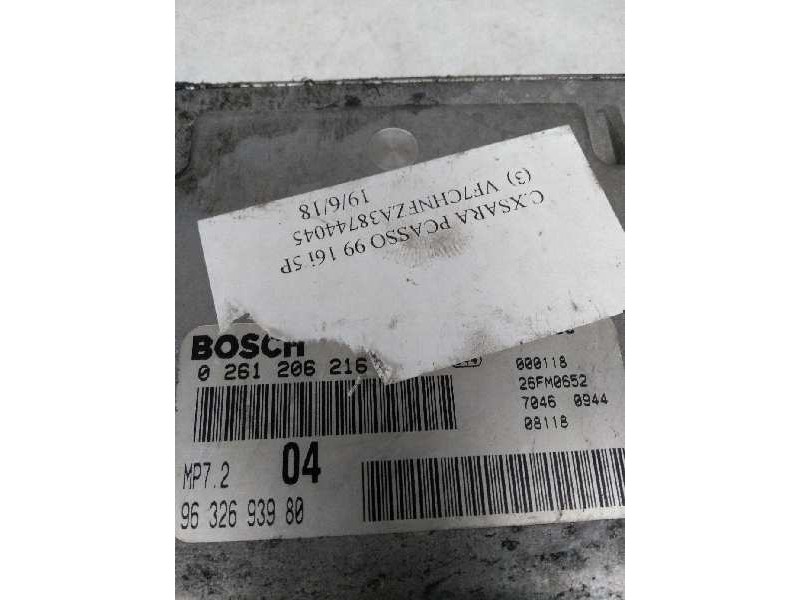 C.XSARA PCASSO 99 16i 5P
(3) VF7CHNFZA38744045
19/6/18
BOSCH
0 261 206 216
000118
26FM0652
7046 0944
08118
MP7.2 04
96 326 939 80